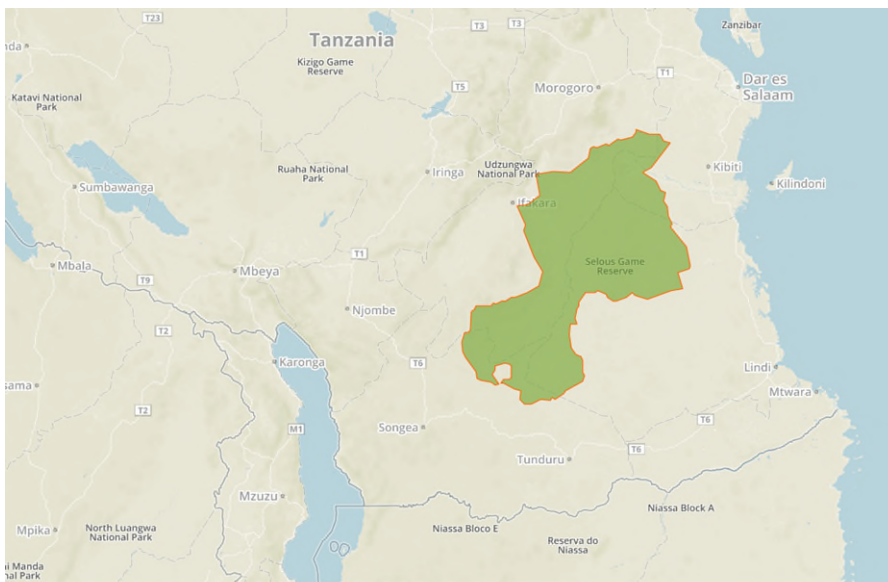 T23
T3
T3
Zanzibar
Tanzania
Kizigo Game
Reserve
nda
T1
Dar es
Salaam
T5
Morogoro
Katavi National
Park
Udzungwa
National Park
Kibiti
Ruaha National
Park
Iringa
Kilindoni
Sumbawanga
Ifakara
T1
Mbala
Mbeya
Selous Game
Reserve
T9
Njombe
T2
Karonga
T6
Lindi
sama
Mtwara
T2
T6
M1
Songea
T6
Tunduru
Mzuzu
Niassa Block A
Mpika
North Luangwa
National Park
Niassa Bloco E
Reserva do
Niassa
ai Manda
nal Park